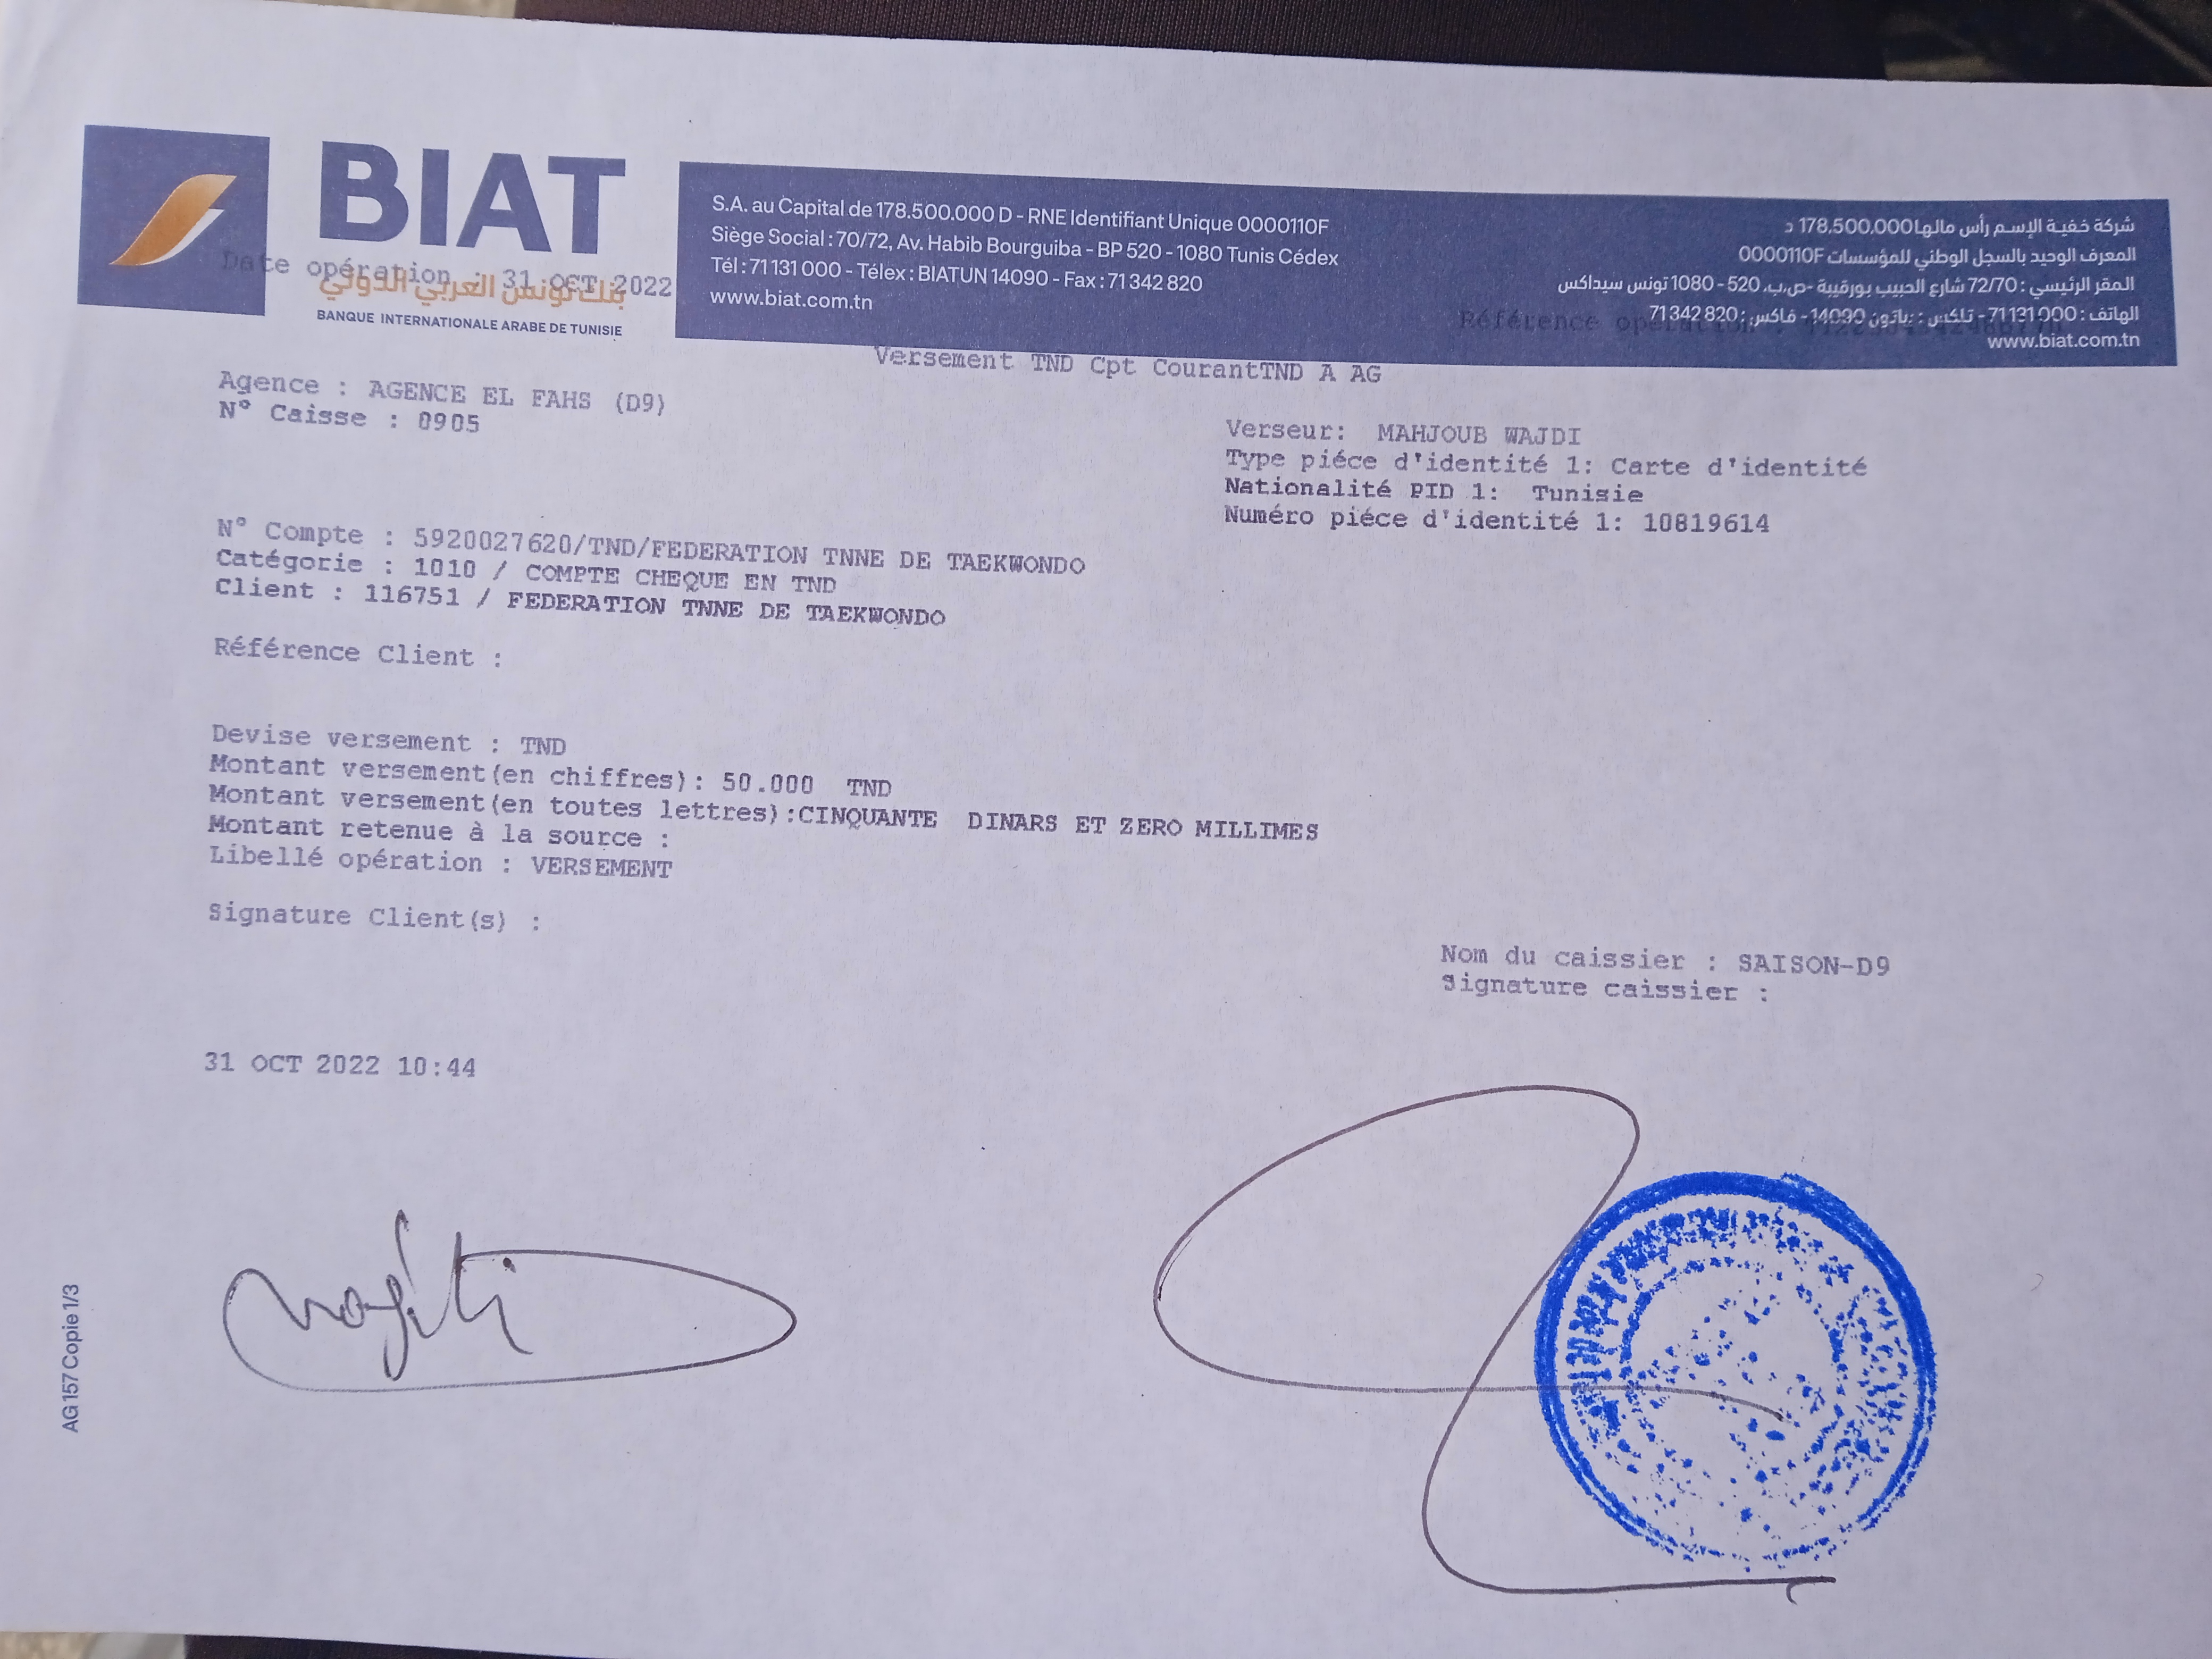 BIAT
بنك تونس العربي الدولي
BANQUE INTERNATIONALE ARABE DE TUNISIE
S.A. au Capital de 178.500.000 D - RNE Identifiant Unique 0000110F
Siège Social : 70/72, Av. Habib Bourguiba - BP 520 - 1080 Tunis Cédex
Tél : 71 131 000 - Télex : BIATUN 14090 - Fax : 71 342 820
www.biat.com.tn
شركة خفية الإسم رأس مالها 178.500.000 د
المعرف الوحيد بالسجل الوطني للمؤسسات 0000110F
المقر الرئيسي : 72/70 شارع الحبيب بورقيبة -ص.ب. 520 - 1080 تونس سيداكس
الهاتف : 71131000 - تلكس : بياتون 14090 - فاكس : 71342820
www.biat.com.tn
Date opération : 31 OCT 2022
Référence opération :
Versement TND Cpt CourantTND A AG
Agence : AGENCE EL FAHS (D9)
N° Caisse : 0905
Verseur: MAHJOUB WAJDI
Type piéce d'identité 1: Carte d'identité
Nationalité PID 1: Tunisie
Numéro piéce d'identité 1: 10819614
N° Compte : 5920027620/TND/FEDERATION TNNE DE TAEKWONDO
Catégorie : 1010 / COMPTE CHEQUE EN TND
Client : 116751 / FEDERATION TNNE DE TAEKWONDO
Référence Client :
Devise versement : TND
Montant versement(en chiffres): 50.000 TND
Montant versement(en toutes lettres):CINQUANTE DINARS ET ZERO MILLIMES
Montant retenue à la source :
Libellé opération : VERSEMENT
Signature Client(s) :
Nom du caissier : SAISON-D9
Signature caissier :
31 OCT 2022 10:44
AG 157 Copie 1/3